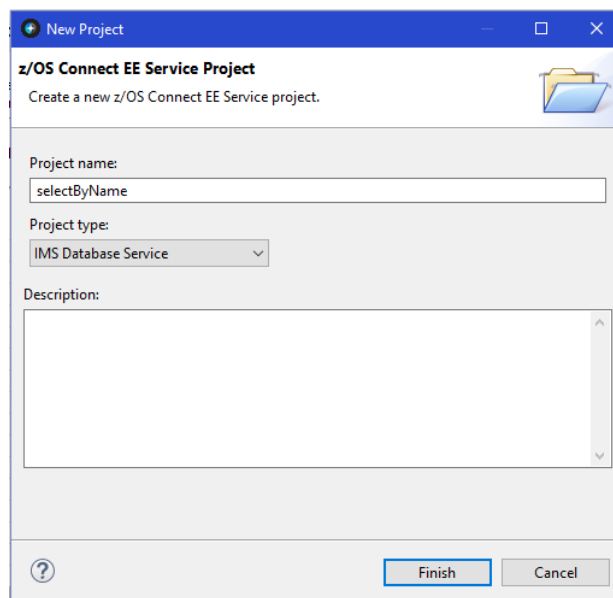 New Project
z/OS Connect EE Service Project
Create a new z/OS Connect EE Service project.
Project name:
selectByName
Project type:
IMS Database Service
Description:
?
Finish
Cancel